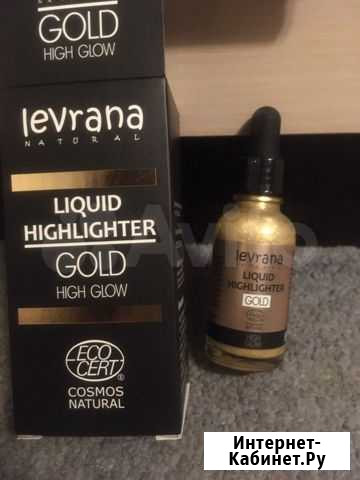 GOLD
HIGH GLOW
levrana
NATURAL
LIQUID
HIGHLIGHTER
GOLD
HIGH GLOW
ECO
CERT®
COSMOS
NATURAL
levrana
LIQUID
HIGHLIGHTER
GOLD
Avito
Интернет-
Кабинет.Ру